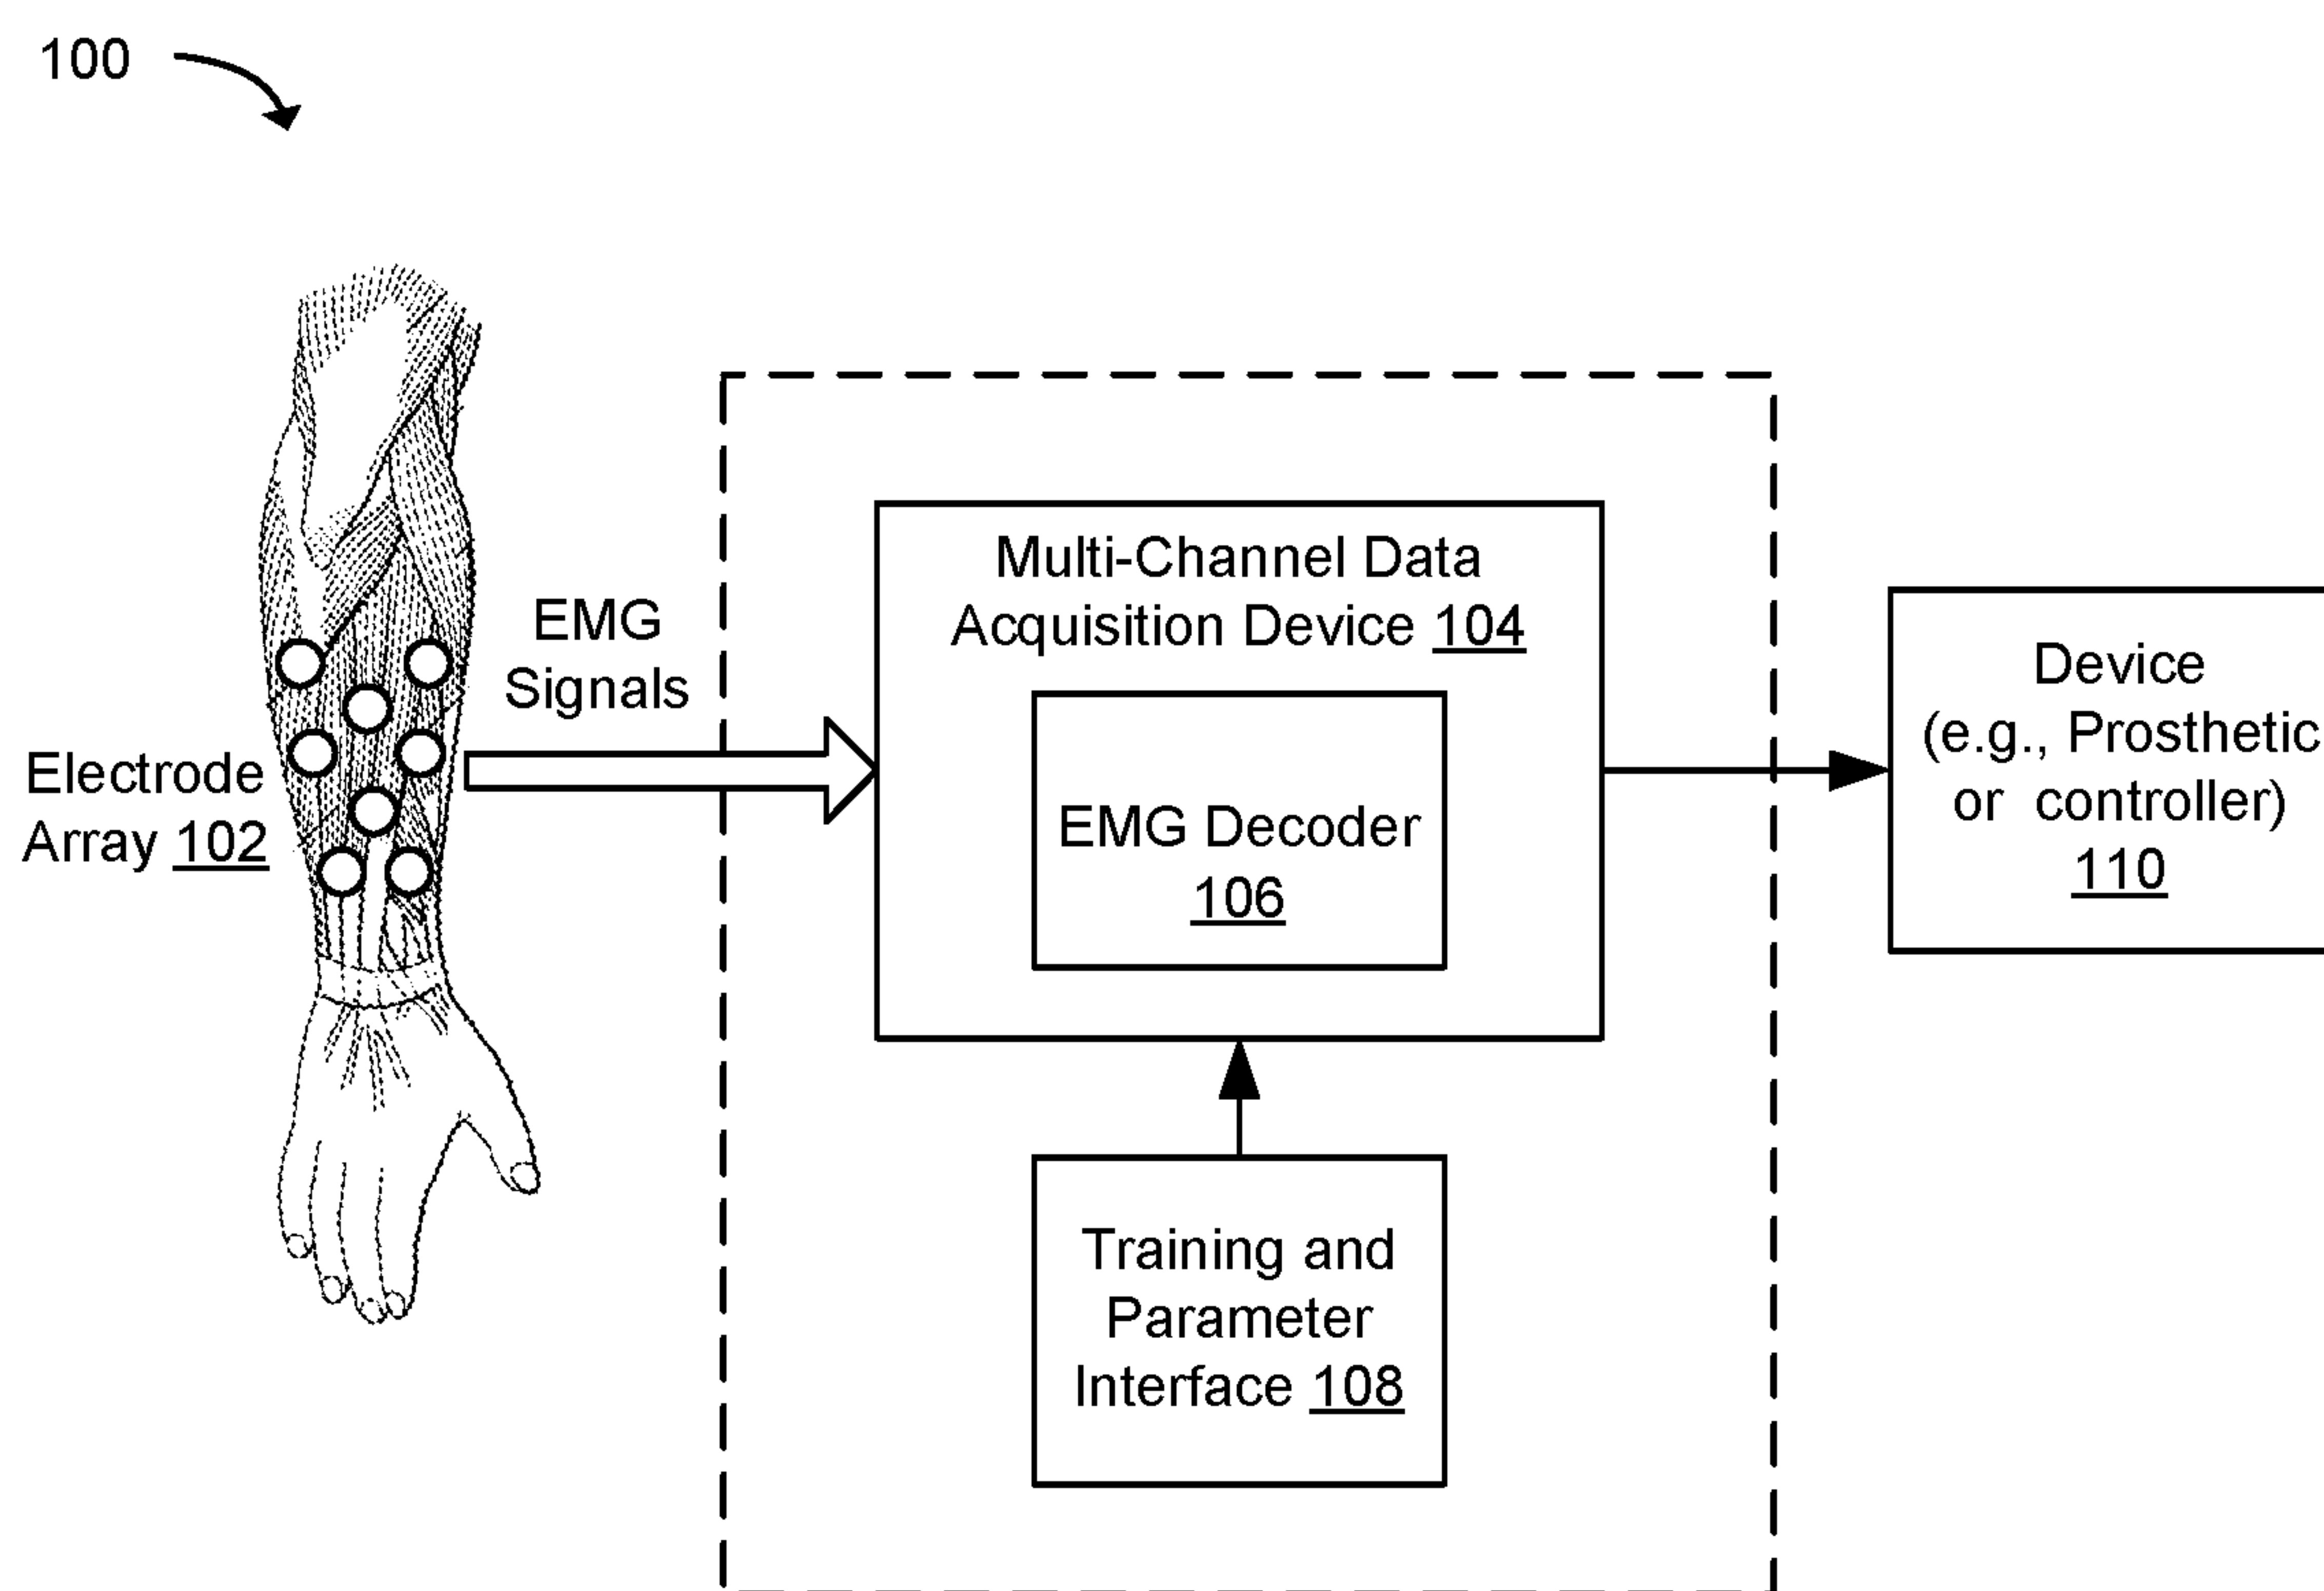 100
EMG
Signals
Electrode
Array 102
Multi-Channel Data
Acquisition Device 104
EMG Decoder
106
Training and
Parameter
Interface 108
Device
(e.g., Prosthetic
or controller)
110